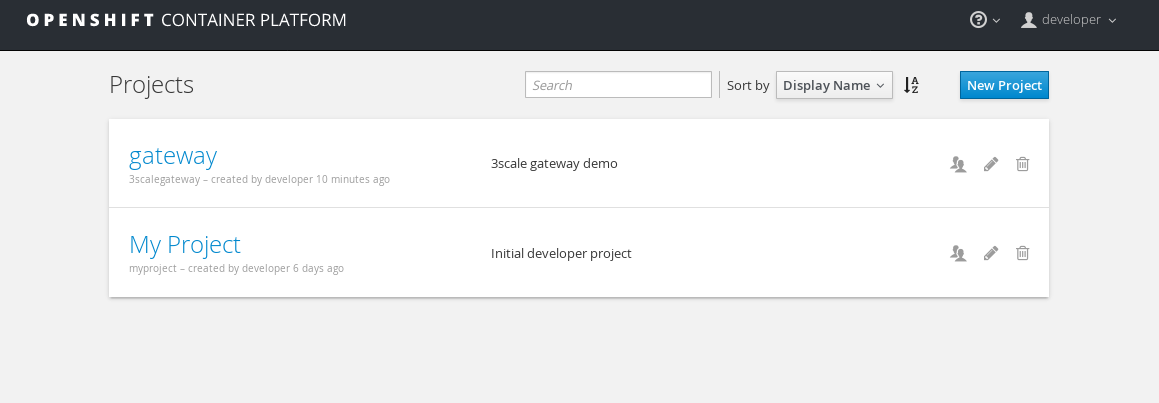 OPENSHIFT CONTAINER PLATFORM
developer
Projects
Search
Sort by
Display Name
A
Z
New Project
gateway
3scalegateway – created by developer 10 minutes ago
3scale gateway demo
My Project
myproject – created by developer 6 days ago
Initial developer project